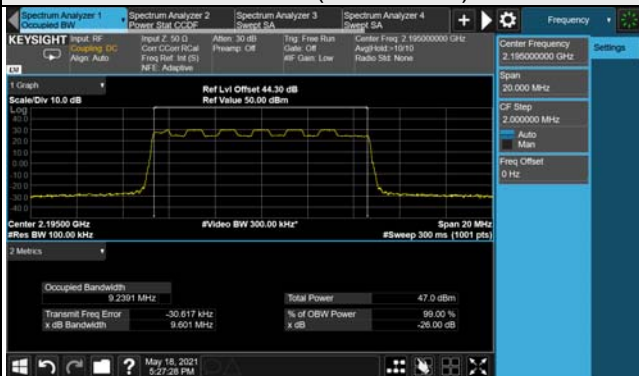 Spectrum Analyzer 1
Occupied BW
Spectrum Analyzer 2
Power Stat CCDF
Spectrum Analyzer 3
Swept SA
Spectrum Analyzer 4
Swept SA
Frequency
KEYSIGHT
Input: RF
Coupling: DC
Align: Auto
Input Z: 50 Ω
Corr CCorr RCal
Freq Ref: Int (S)
NFE: Adaptive
Atten: 30 dB
Preamp: Off
Trig: Free Run
Gate: Off
#IF Gain: Low
Center Freq: 2.195000000 GHz
Avg|Hold:>10/10
Radio Std: None
Center Frequency
2.195000000 GHz
Settings
Span
20.000 MHz
CF Step
2.000000 MHz
Auto
Man
Freq Offset
0 Hz
1 Graph
Scale/Div 10.0 dB
Ref Lvl Offset 44.30 dB
Ref Value 50.00 dBm
Log
40.0
30.0
20.0
10.0
0.00
-10.0
-20.0
-30.0
-40.0
Center 2.19500 GHz
#Res BW 100.00 kHz
#Video BW 300.00 kHz*
Span 20 MHz
#Sweep 300 ms (1001 pts)
2 Metrics
Occupied Bandwidth
9.2391 MHz
Total Power
47.0 dBm
Transmit Freq Error
-30.617 kHz
% of OBW Power
99.00 %
x dB Bandwidth
9.601 MHz
x dB
-26.00 dB
May 18, 2021
5:27:28 PM